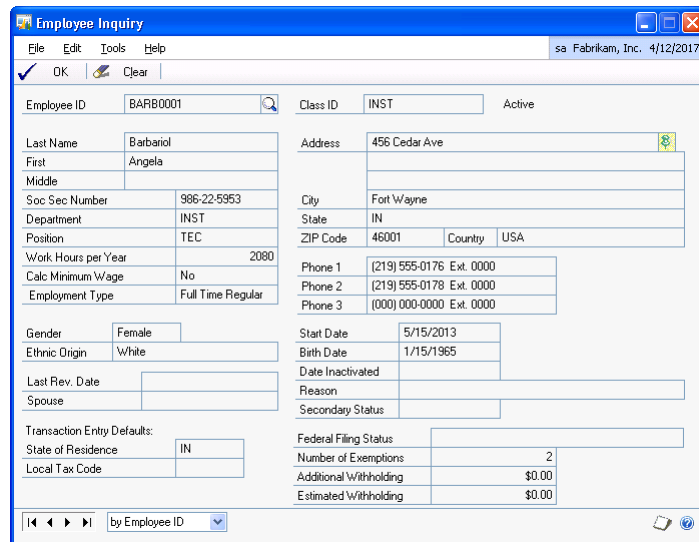 Employee Inquiry
File Edit Tools Help sa Fabrikam, Inc. 4/12/2017
OK Clear
Employee ID BARB0001 Class ID INST Active
Last Name Barbariol Address 456 Cedar Ave
First Angela
Middle
Soc Sec Number 986-22-5953 City Fort Wayne
Department INST State IN
Position TEC ZIP Code 46001 Country USA
Work Hours per Year 2080
Calc Minimum Wage No Phone 1 (219) 555-0176 Ext. 0000
Employment Type Full Time Regular Phone 2 (219) 555-0178 Ext. 0000
Phone 3 (000) 000-0000 Ext. 0000
Gender Female Start Date 5/15/2013
Ethnic Origin White Birth Date 1/15/1965
Date Inactivated
Last Rev. Date Reason
Spouse Secondary Status
Transaction Entry Defaults: Federal Filing Status
State of Residence IN Number of Exemptions 2
Local Tax Code Additional Withholding $0.00
Estimated Withholding $0.00
by Employee ID